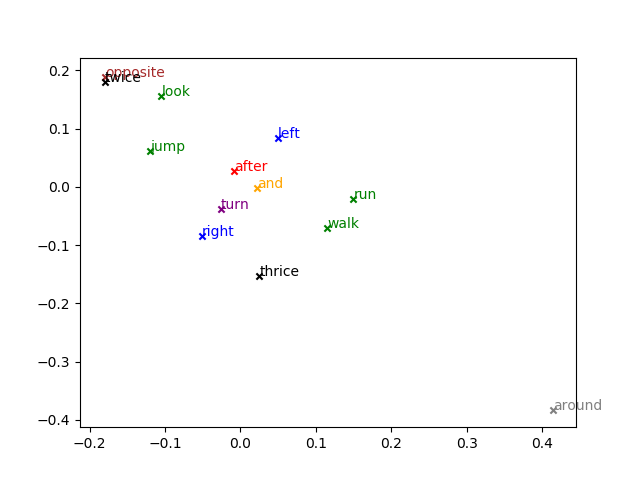 0.2
opposite
twice
look
0.1
left
jump
after
0.0
and
run
turn
walk
right
−0.1
thrice
−0.2
−0.3
around
−0.4
−0.2 −0.1 0.0 0.1 0.2 0.3 0.4